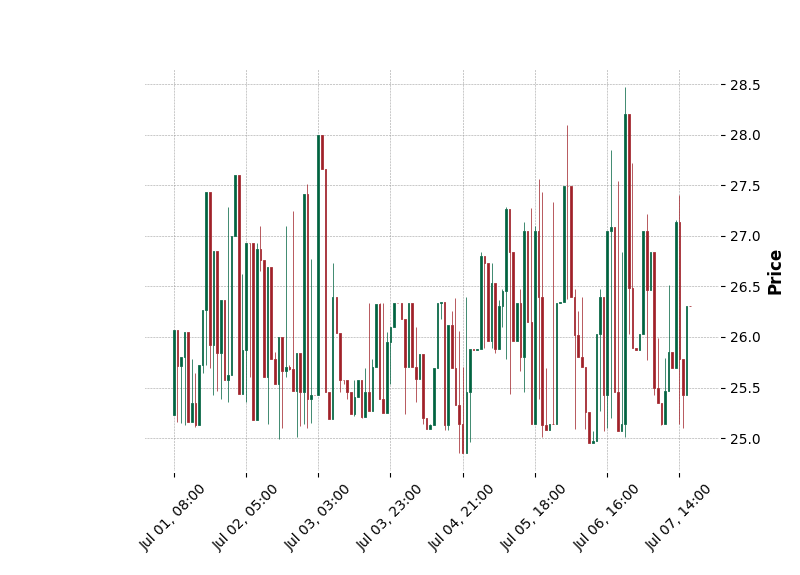 28.5
28.0
27.5
27.0
26.5
26.0
25.5
25.0
Price
Jul 01, 08:00
Jul 02, 05:00
Jul 03, 03:00
Jul 03, 23:00
Jul 04, 21:00
Jul 05, 18:00
Jul 06, 16:00
Jul 07, 14:00